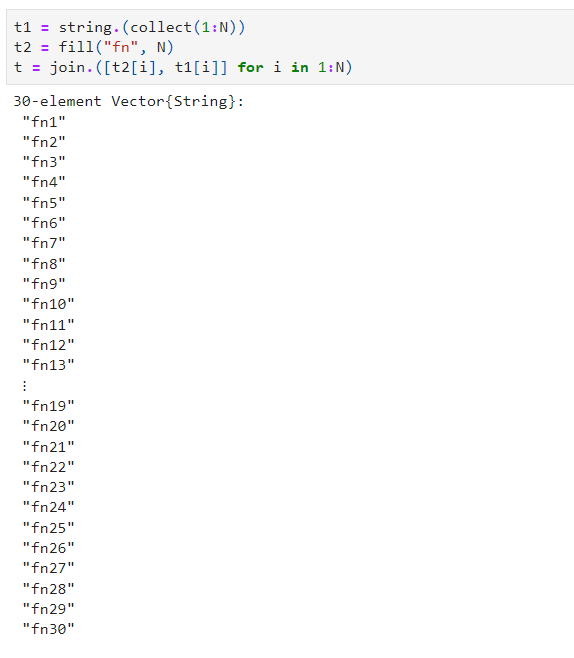 t1 = string.(collect(1:N))
t2 = fill("fn", N)
t = join.([t2[i], t1[i]] for i in 1:N)
30-element Vector{String}:
"fn1"
"fn2"
"fn3"
"fn4"
"fn5"
"fn6"
"fn7"
"fn8"
"fn9"
"fn10"
"fn11"
"fn12"
"fn13"
⋮
"fn19"
"fn20"
"fn21"
"fn22"
"fn23"
"fn24"
"fn25"
"fn26"
"fn27"
"fn28"
"fn29"
"fn30"